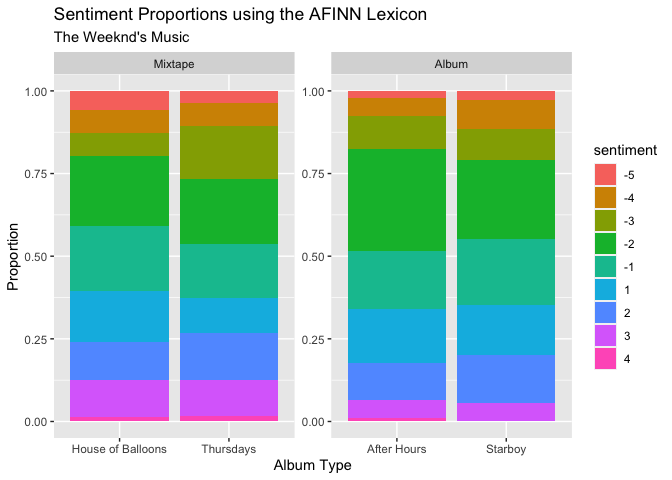 Sentiment Proportions using the AFINN Lexicon
The Weeknd's Music
Mixtape
Album
Proportion
1.00
0.75
0.50
0.25
0.00
1.00
0.75
0.50
0.25
0.00
House of Balloons
Thursdays
After Hours
Starboy
Album Type
sentiment
-5
-4
-3
-2
-1
1
2
3
4